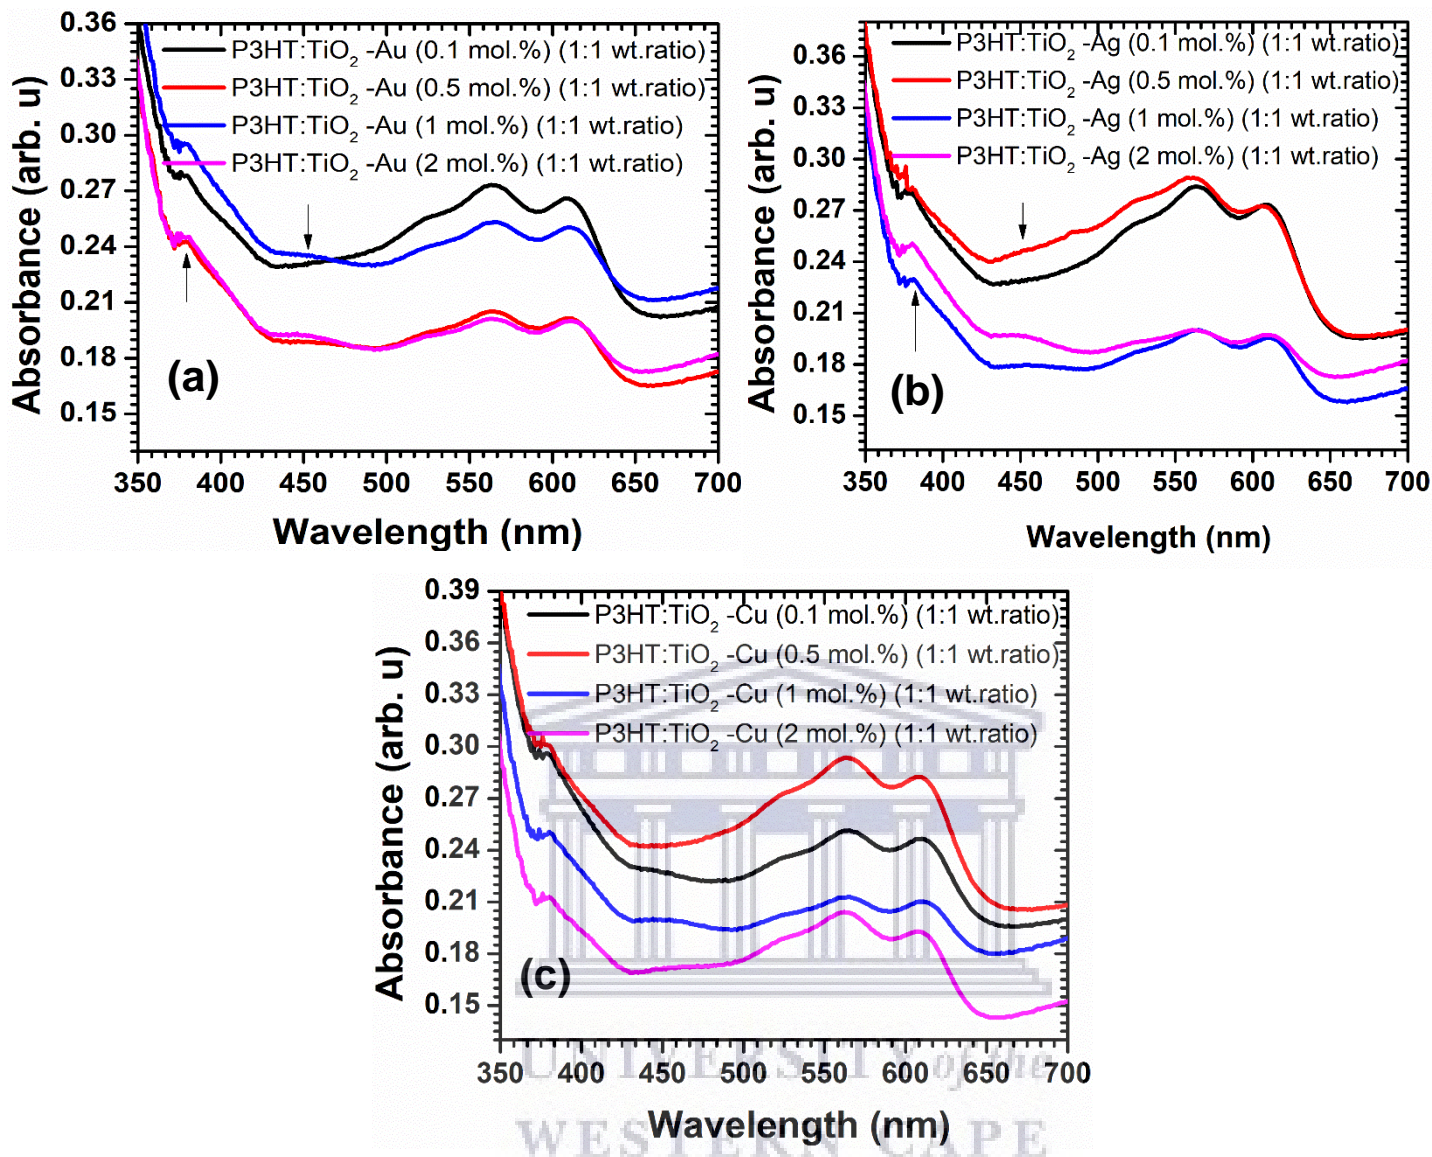 P3HT:TiO2 -Au (0.1 mol.%) (1:1 wt.ratio)
P3HT:TiO2 -Au (0.5 mol.%) (1:1 wt.ratio)
P3HT:TiO2 -Au (1 mol.%) (1:1 wt.ratio)
P3HT:TiO2 -Au (2 mol.%) (1:1 wt.ratio)
Absorbance (arb. u)
0.36
0.33
0.30
0.27
0.24
0.21
0.18
0.15
(a)
350 400 450 500 550 600 650 700
Wavelength (nm)
P3HT:TiO2 -Ag (0.1 mol.%) (1:1 wt.ratio)
P3HT:TiO2 -Ag (0.5 mol.%) (1:1 wt.ratio)
P3HT:TiO2 -Ag (1 mol.%) (1:1 wt.ratio)
P3HT:TiO2 -Ag (2 mol.%) (1:1 wt.ratio)
Absorbance (arb. u)
0.36
0.33
0.30
0.27
0.24
0.21
0.18
0.15
(b)
350 400 450 500 550 600 650 700
Wavelength (nm)
P3HT:TiO2 -Cu (0.1 mol.%) (1:1 wt.ratio)
P3HT:TiO2 -Cu (0.5 mol.%) (1:1 wt.ratio)
P3HT:TiO2 -Cu (1 mol.%) (1:1 wt.ratio)
P3HT:TiO2 -Cu (2 mol.%) (1:1 wt.ratio)
Absorbance (arb. u)
0.39
0.36
0.33
0.30
0.27
0.24
0.21
0.18
0.15
(c)
350 400 450 500 550 600 650 700
Wavelength (nm)
UNIVERSITY of the
WESTERN CAPE